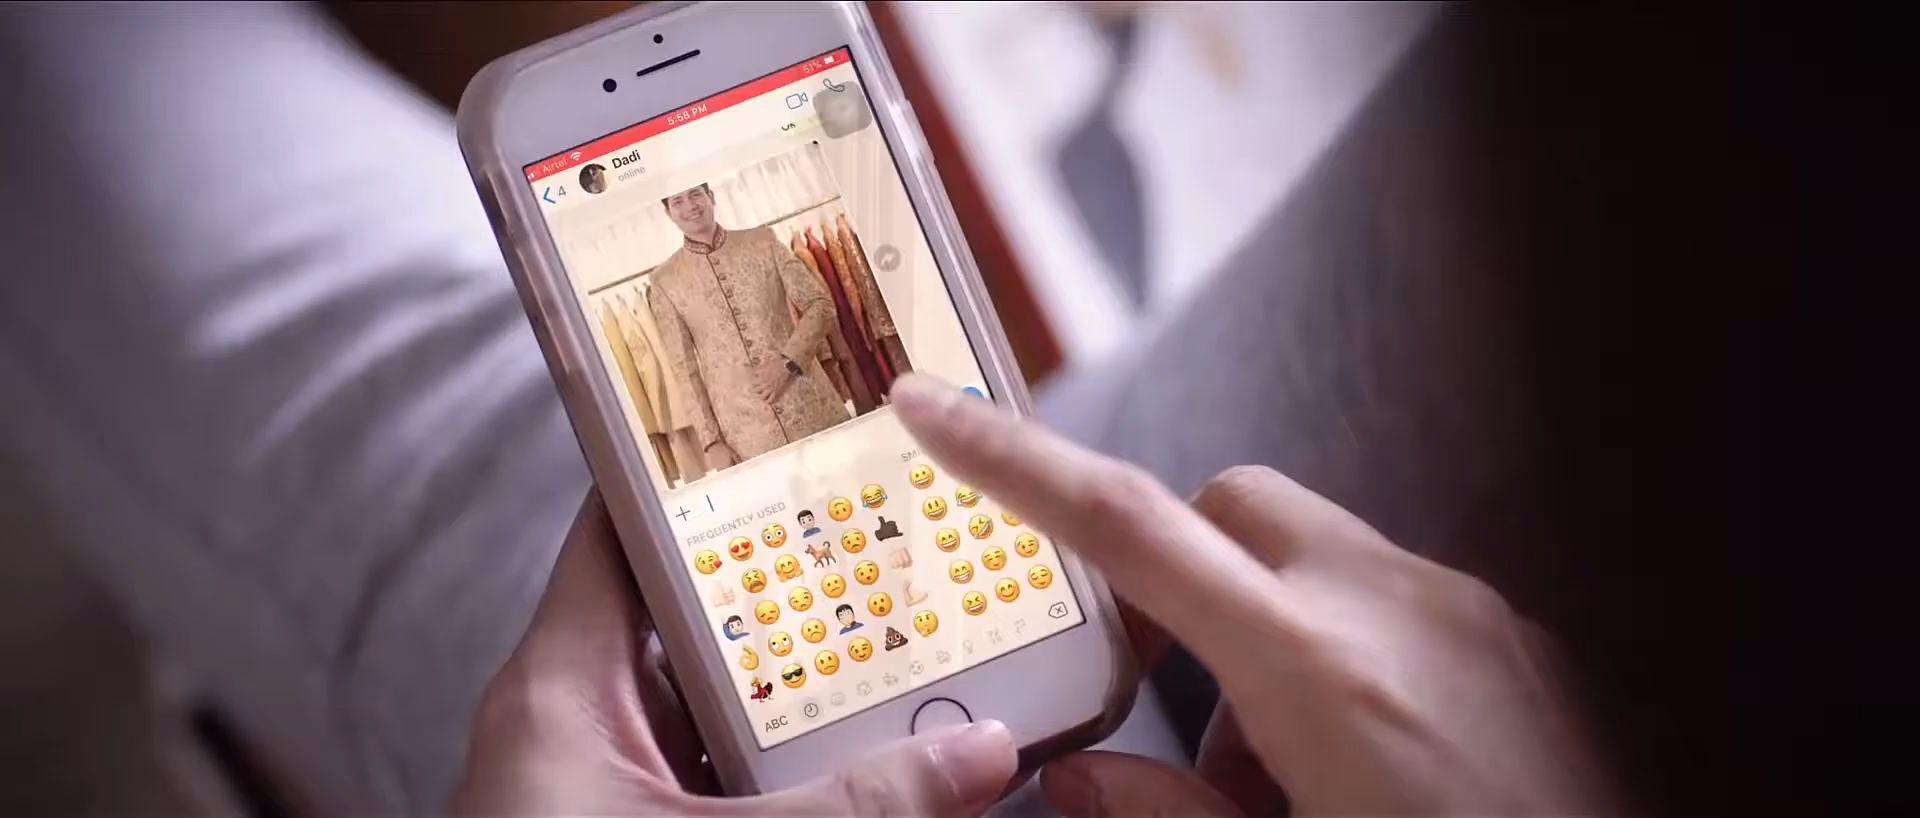 Airtel 5:58 PM 51%
4 Dadi
online
FREQUENTLY USED
ABC